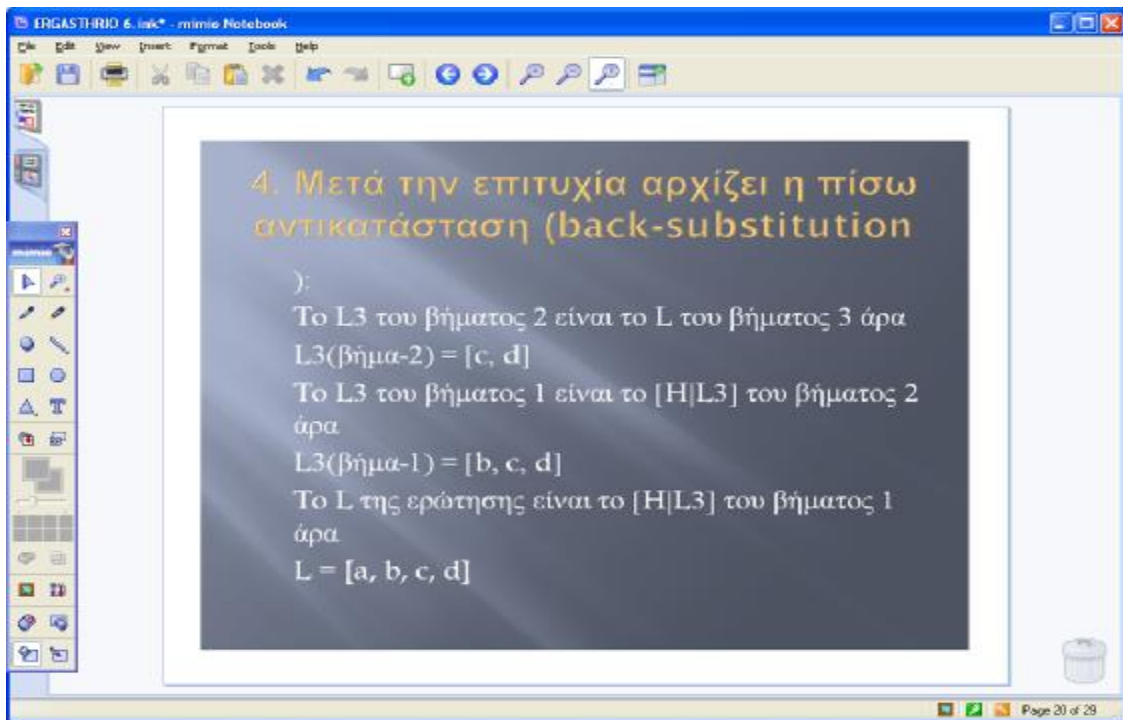 ERGASTHRIO 6.ink* - mimio Notebook
File Edit View Insert Format Tools Help
4. Μετά την επιτυχία αρχίζει η πίσω
αντικατάσταση (back-substitution
):
Το L3 του βήματος 2 είναι το L του βήματος 3 άρα
L3(βήμα-2) = [c, d]
Το L3 του βήματος 1 είναι το [H|L3] του βήματος 2
άρα
L3(βήμα-1) = [b, c, d]
Το L της ερώτησης είναι το [H|L3] του βήματος 1
άρα
L = [a, b, c, d]
mimio
Page 20 of 29